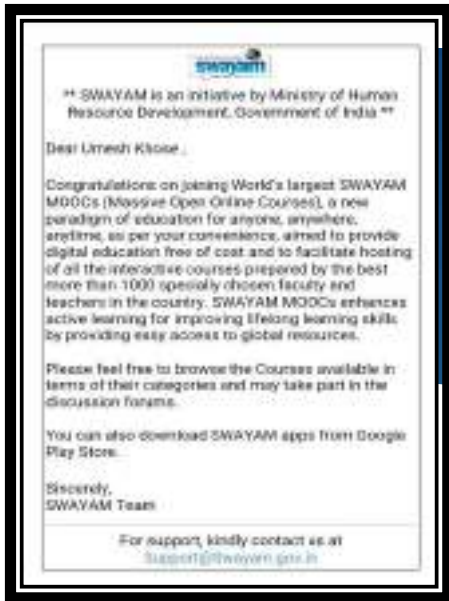 swayam
** SWAYAM is an initiative by Ministry of Human
Resource Development, Government of India **
Dear Umesh Khose,
Congratulations on joining World's largest SWAYAM
MOOCs (Massive Open Online Courses), a new
paradigm of education for anyone, anywhere,
anytime, as per your convenience, aimed to provide
digital education free of cost and to facilitate hosting
of all the interactive courses prepared by the best
more than 1000 specially chosen faculty and
teachers in the country. SWAYAM MOOCs enhances
active learning for improving lifelong learning skills
by providing easy access to global resources.
Please feel free to browse the Courses available in
terms of their categories and may take part in the
discussion forums.
You can also download SWAYAM apps from Google
Play Store.
Sincerely,
SWAYAM Team
For support, kindly contact us at
Support@swayam.gov.in